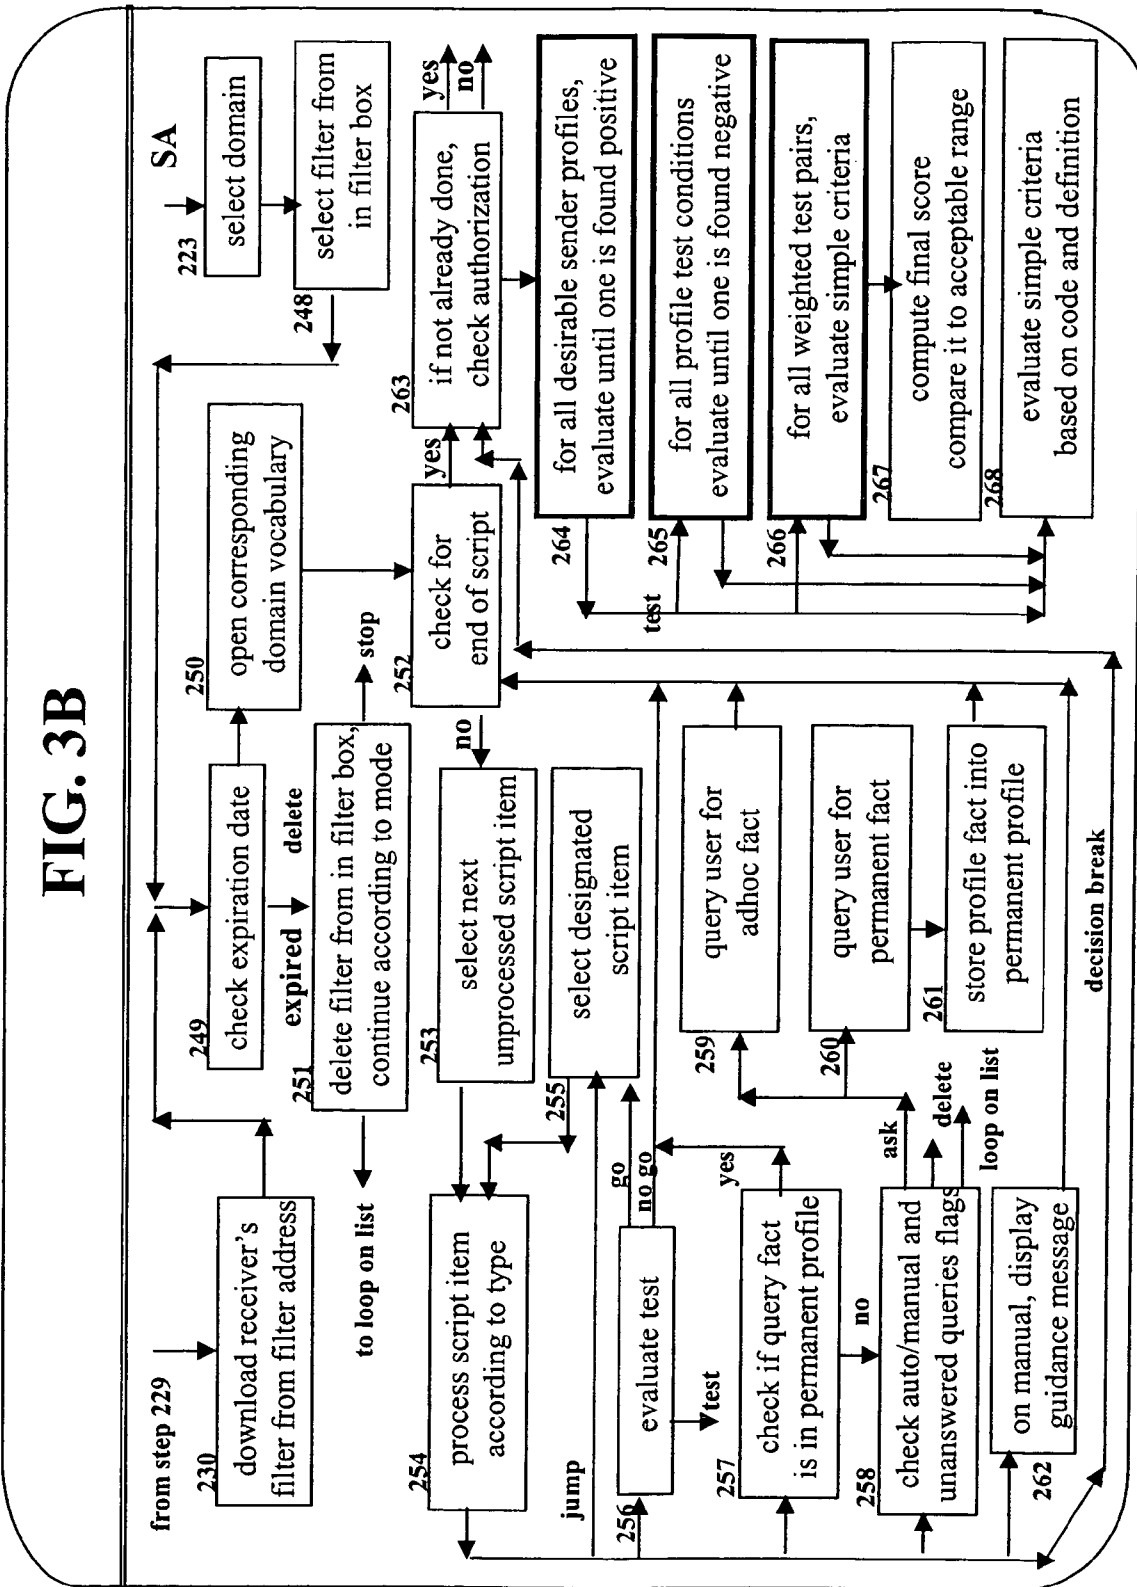 FIG. 3B
from step 229
230
download receiver's
filter from filter address
249
check expiration date
expired
delete
250
open corresponding
domain vocabulary
251
delete filter from in filter box,
continue according to mode
stop
to loop on list
SA
223
select domain
248
select filter from
in filter box
252
check for
end of script
yes
no
263
if not already done,
check authorization
yes
no
253
select next
unprocessed script item
254
process script item
according to type
255
select designated
script item
jump
256
evaluate test
go
no go
test
257
check if query fact
is in permanent profile
yes
no
258
check auto/manual and
unanswered queries flags
ask
delete
loop on list
259
query user for
adhoc fact
260
query user for
permanent fact
261
store profile fact into
permanent profile
262
on manual, display
guidance message
decision break
264
for all desirable sender profiles,
evaluate until one is found positive
test
265
for all profile test conditions
evaluate until one is found negative
266
for all weighted test pairs,
evaluate simple criteria
267
compute final score
compare it to acceptable range
268
evaluate simple criteria
based on code and definition